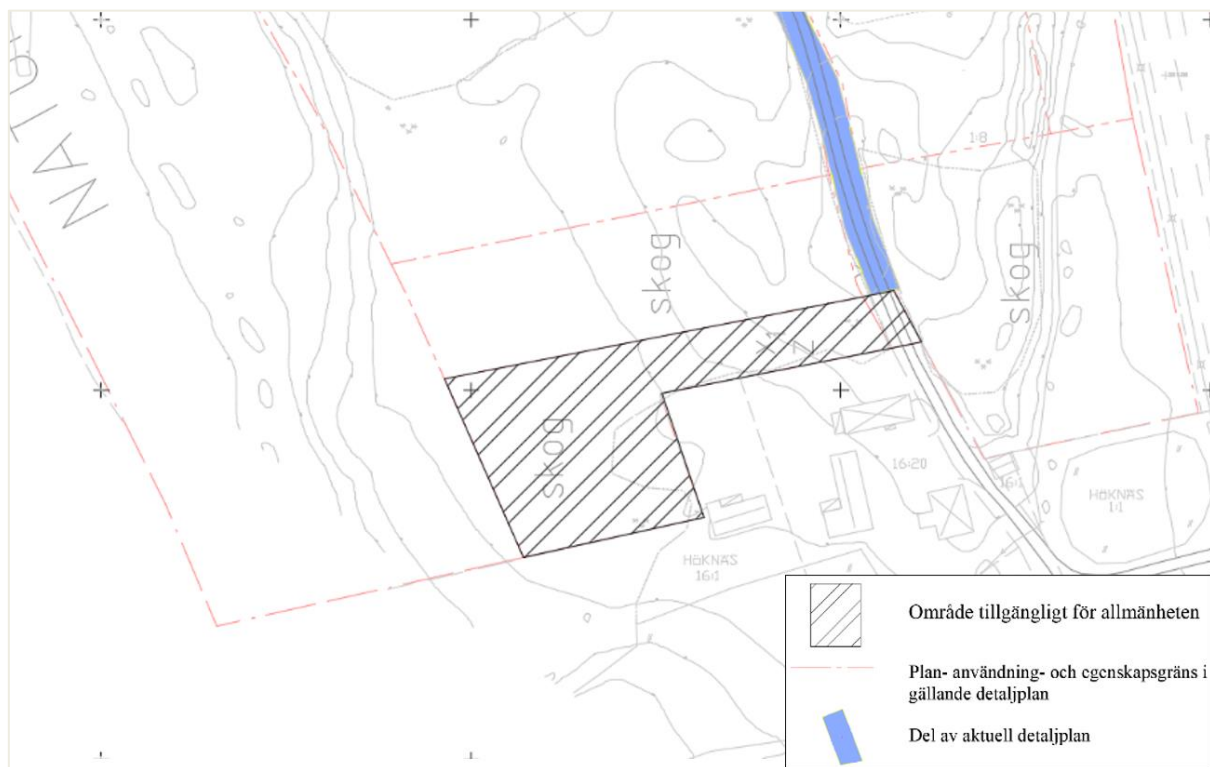 NATUR
1:8
skog
skog
skog
16:20
16:1
HÖKNÄS
1:1
HÖKNÄS
16:1
Område tillgängligt för allmänheten
Plan- användning- och egenskapsgräns i
gällande detaljplan
Del av aktuell detaljplan